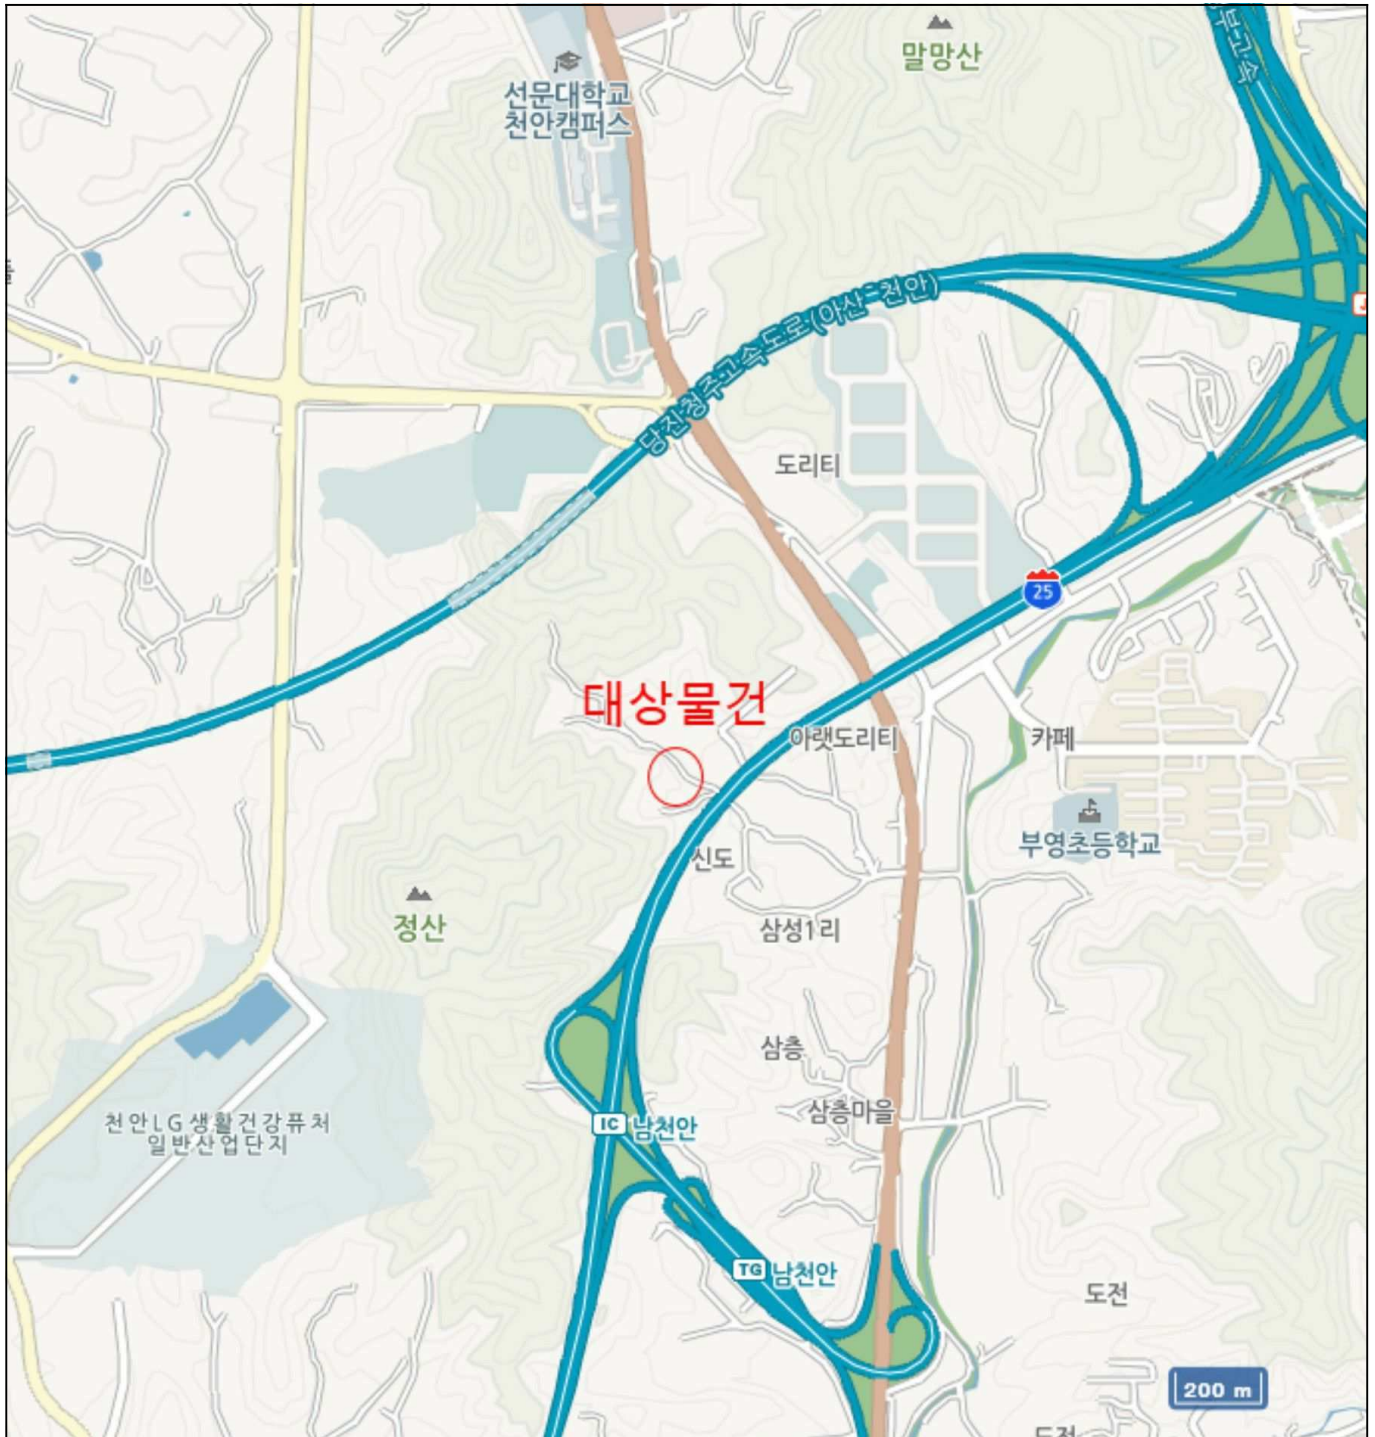 말망산
부고속
선문대학교
천안캠퍼스
당진청주고속도로(아산-천안)
도리티
25
대상물건
아랫도리티
카페
부영초등학교
신도
정산
삼성1리
삼층
천안LG생활건강퓨처
일반산업단지
삼층마을
IC 남천안
TG 남천안
도전
200 m